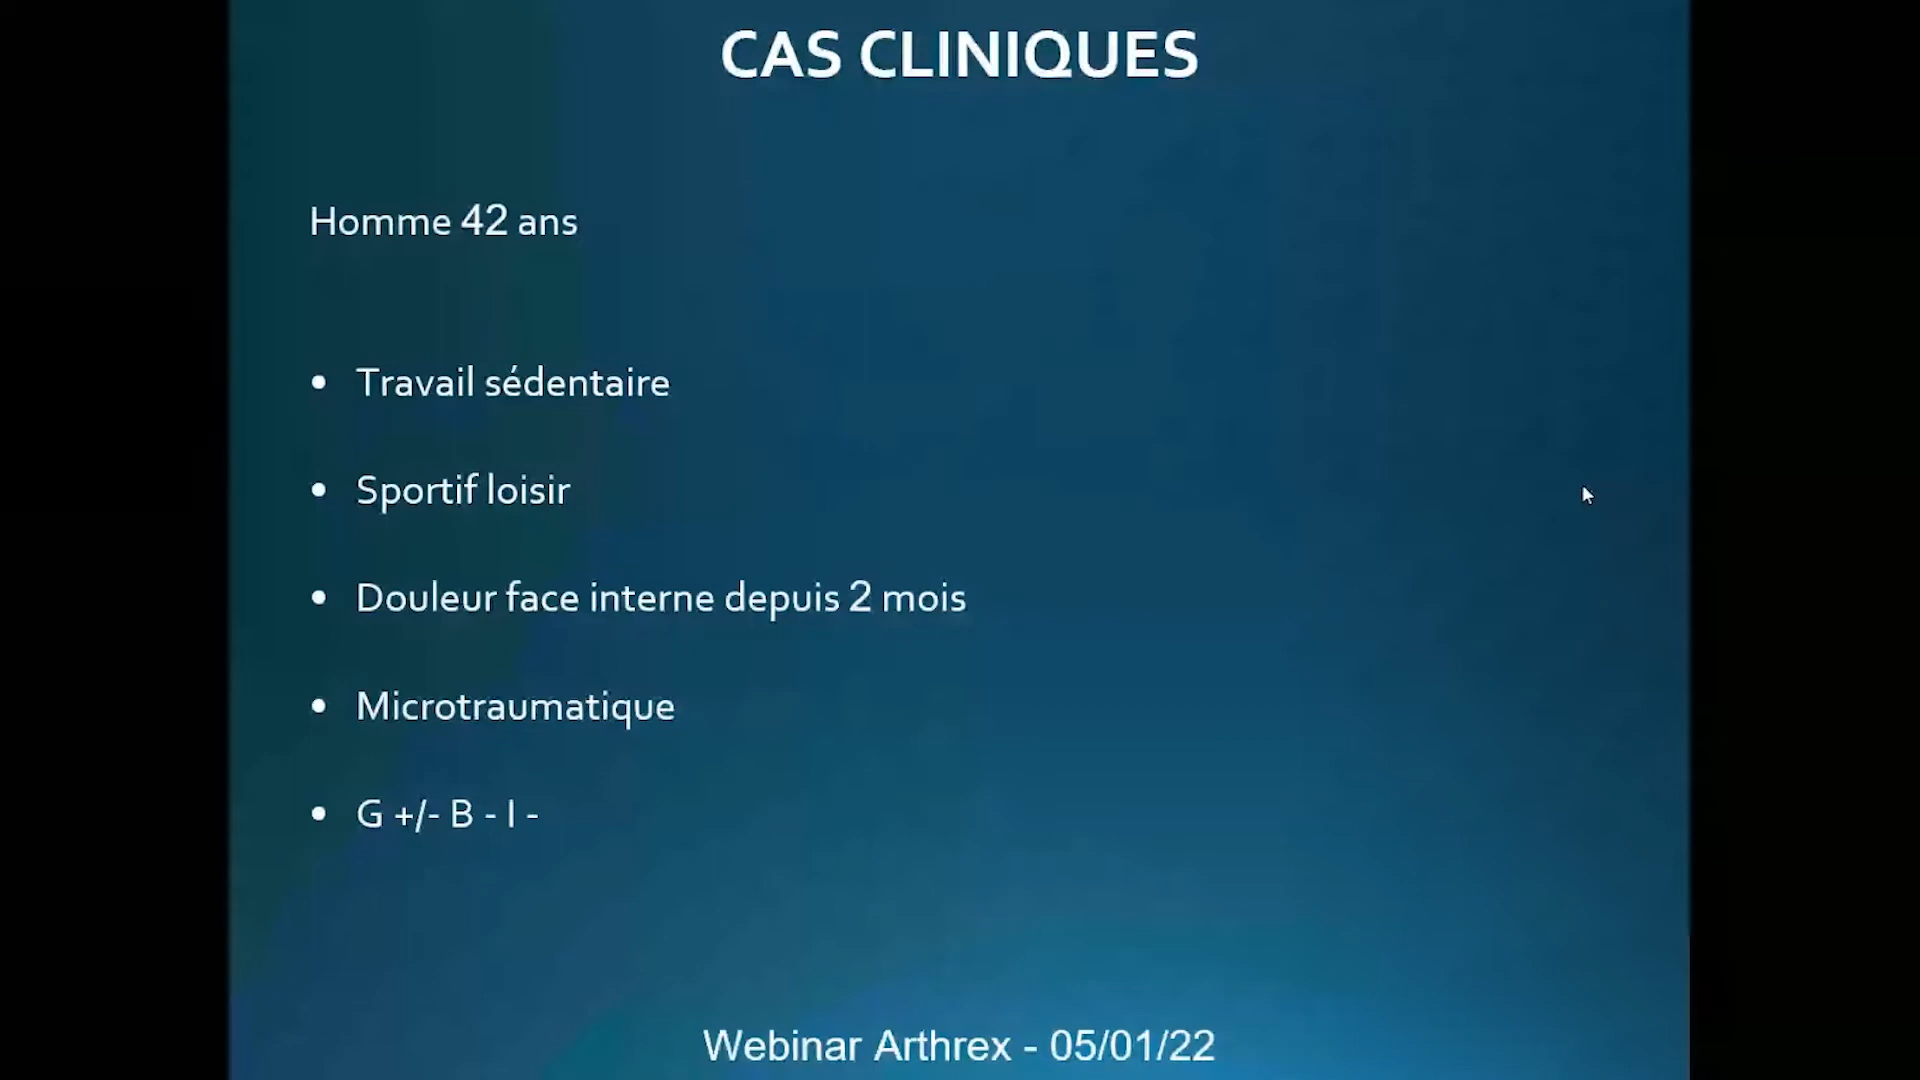 CAS CLINIQUES
Homme 42 ans
• Travail sédentaire
• Sportif loisir
• Douleur face interne depuis 2 mois
• Microtraumatique
• G +/- B - I -
Webinar Arthrex - 05/01/22